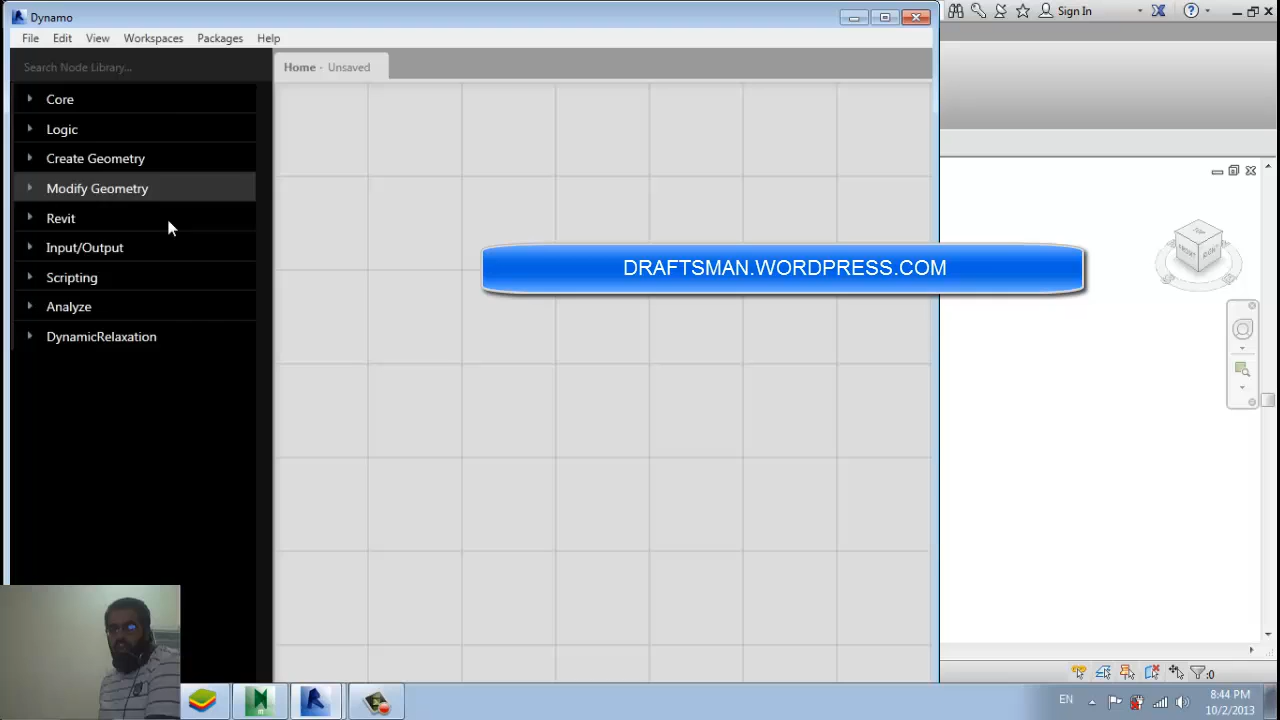 Dynamo
Sign In
File Edit View Workspaces Packages Help
Search Node Library...
Home - Unsaved
Core
Logic
Create Geometry
Modify Geometry
Revit
Input/Output
Scripting
Analyze
DynamicRelaxation
DRAFTSMAN.WORDPRESS.COM
:0
EN
8:44 PM
10/2/2013